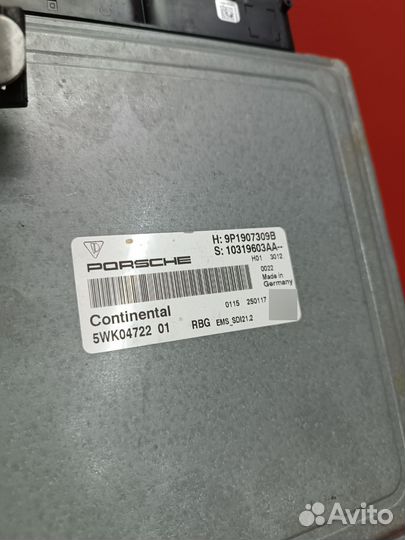 H: 9P1907309B
PORSCHE
S: 10319603AA--
H01 3012
0022
Made in
Germany
0115 250117
Continental
5WK04722 01
RBG EMS_SDI21.2
Avito